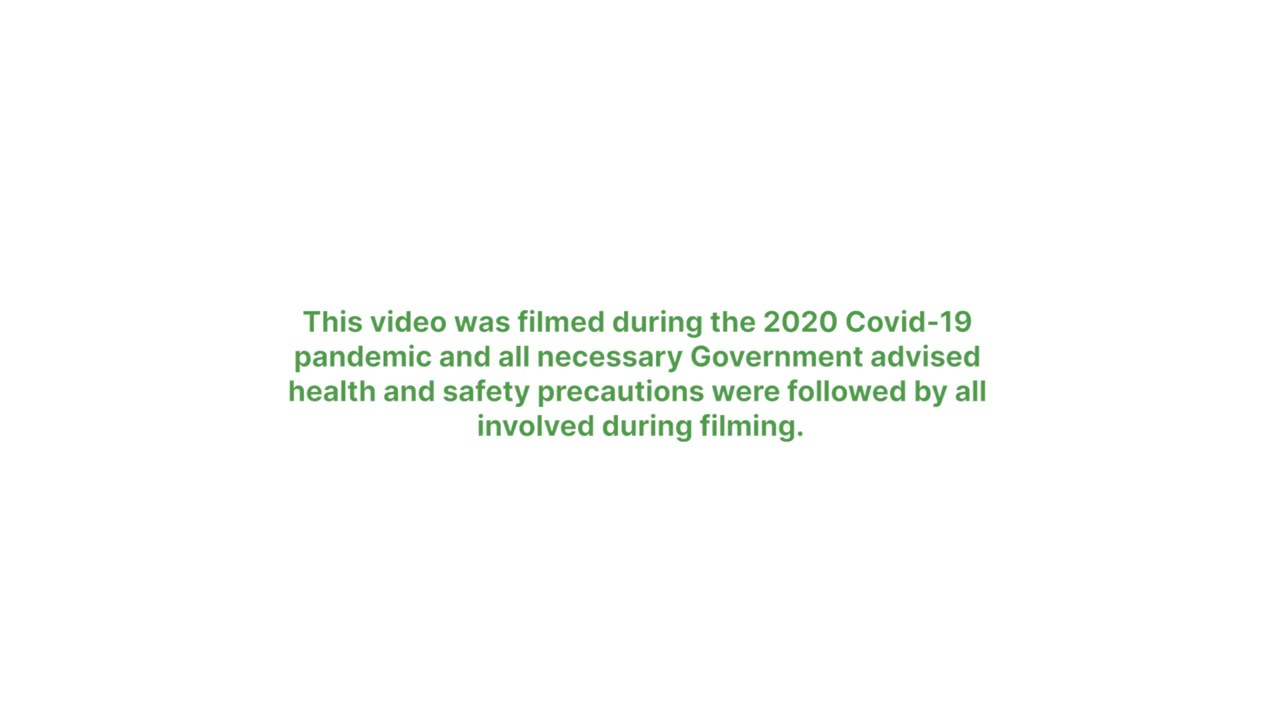 This video was filmed during the 2020 Covid-19
pandemic and all necessary Government advised
health and safety precautions were followed by all
involved during filming.